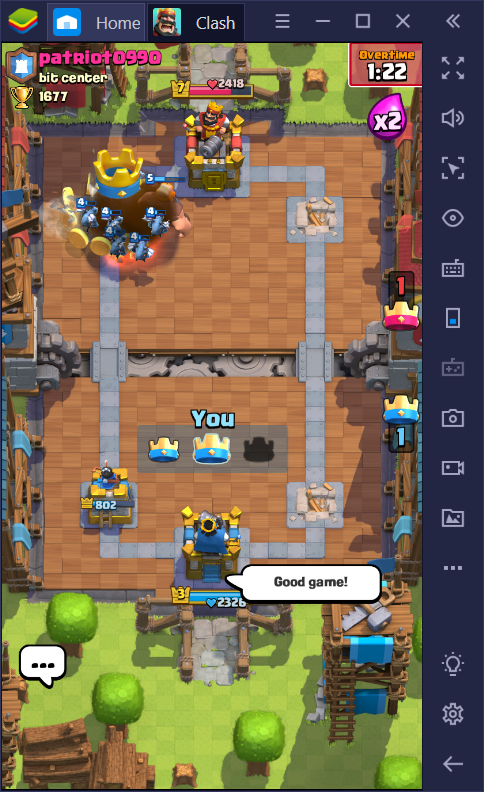 Home
Clash
patriot0990
bit center
1677
7
2418
OVERTIME
1:22
x2
5
4
4
4
4
4
1
You
1
802
Good game!
3
2326
...